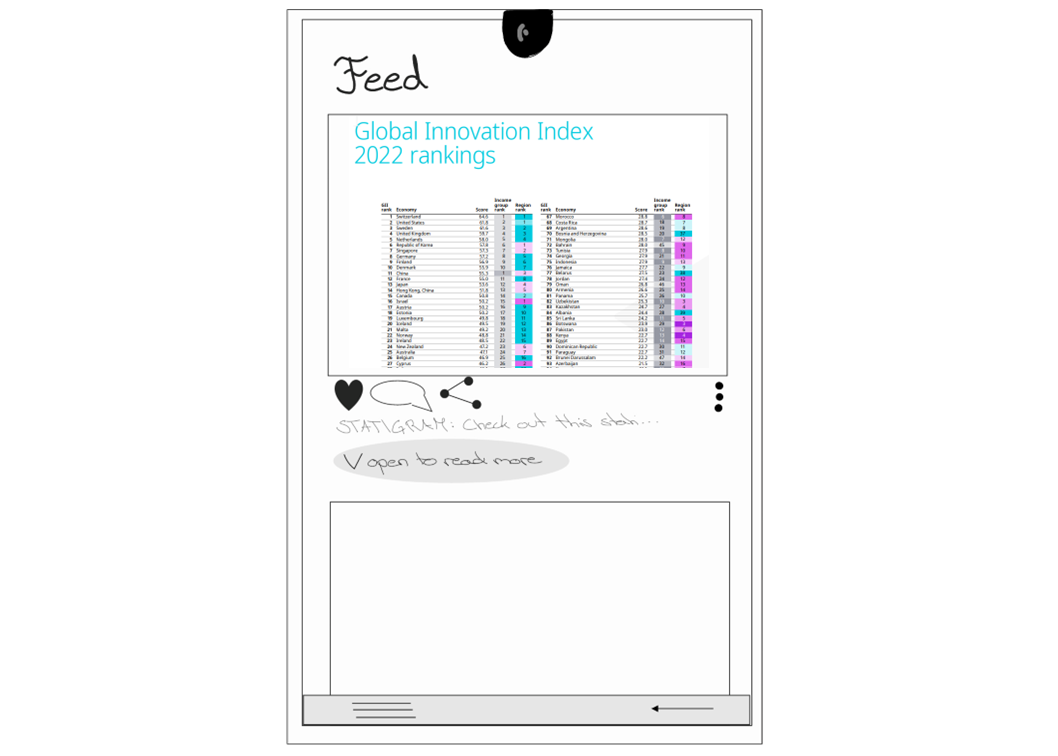 Feed
Global Innovation Index
2022 rankings
GII rank Economy Score Income group rank Region rank
1 Switzerland 64.6 1 1
2 United States 61.8 2 1
3 Sweden 61.6 3 2
4 United Kingdom 59.7 4 3
5 Netherlands 58.0 5 4
6 Republic of Korea 57.8 6 1
7 Singapore 57.3 7 2
8 Germany 57.2 8 5
9 Finland 56.9 9 6
10 Denmark 55.9 10 7
11 China 55.3 1 3
12 France 55.0 11 8
13 Japan 53.6 12 4
14 Hong Kong, China 51.8 13 5
15 Canada 50.8 14 2
16 Israel 50.2 15 1
17 Austria 50.2 16 9
18 Estonia 50.2 17 10
19 Luxembourg 49.8 18 11
20 Iceland 49.5 19 12
21 Malta 49.2 20 13
22 Norway 48.8 21 14
23 Ireland 48.5 22 15
24 New Zealand 47.2 23 6
25 Australia 47.1 24 7
26 Belgium 46.9 25 16
27 Cyprus 46.2 26 2
GII rank Economy Score Income group rank Region rank
67 Morocco 28.8 8
68 Costa Rica 28.7 18 7
69 Argentina 28.6 19 8
70 Bosnia and Herzegovina 28.5 20 37
71 Mongolia 28.0 12
72 Bahrain 28.0 45 9
73 Tunisia 27.9 10
74 Georgia 27.9 21 11
75 Indonesia 27.9 13
76 Jamaica 27.7 22 9
77 Belarus 27.5 23 38
78 Jordan 27.4 24 12
79 Oman 26.8 46 13
80 Armenia 26.6 25 14
81 Panama 25.7 26 10
82 Uzbekistan 25.3 3
83 Kazakhstan 24.7 27 4
84 Albania 24.4 28 39
85 Sri Lanka 24.2 5
86 Botswana 23.9 29 3
87 Pakistan 23.0 6
88 Kenya 22.7 4
89 Egypt 22.7 15
90 Dominican Republic 22.7 30 11
91 Paraguay 22.6 31 12
92 Brunei Darussalam 22.2 47 14
93 Azerbaijan 21.5 32 16
STATIGRAM: Check out this stati...
V open to read more